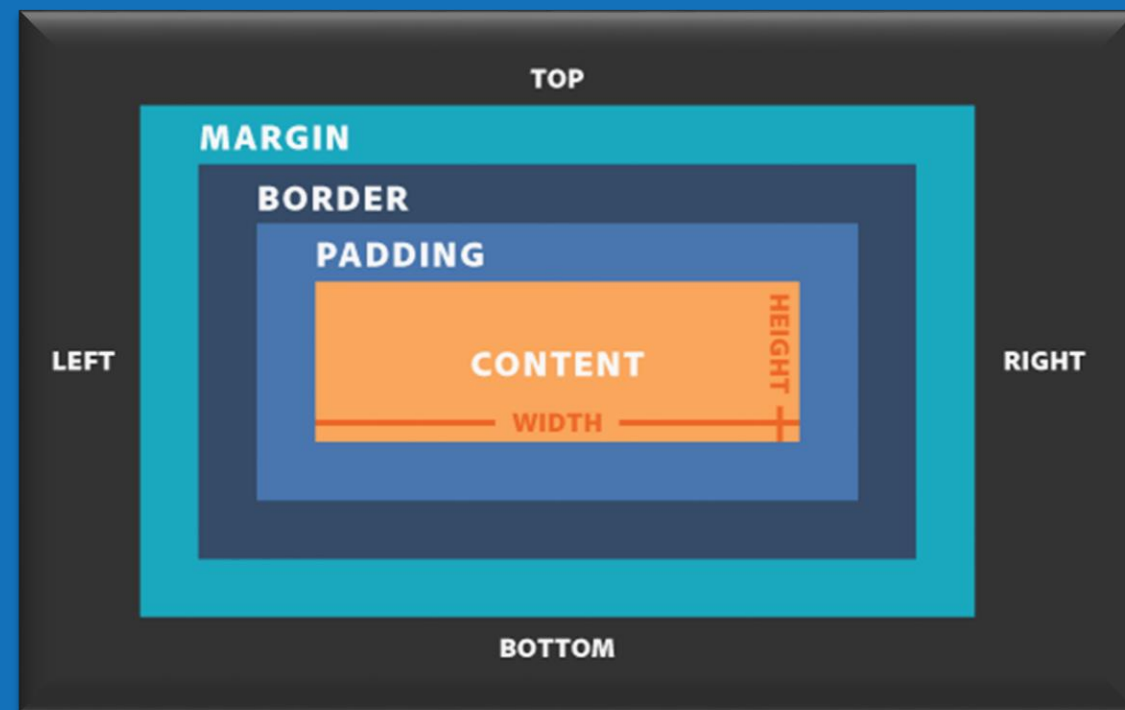 TOP
MARGIN
BORDER
PADDING
HEIGHT
LEFT
CONTENT
RIGHT
WIDTH
BOTTOM